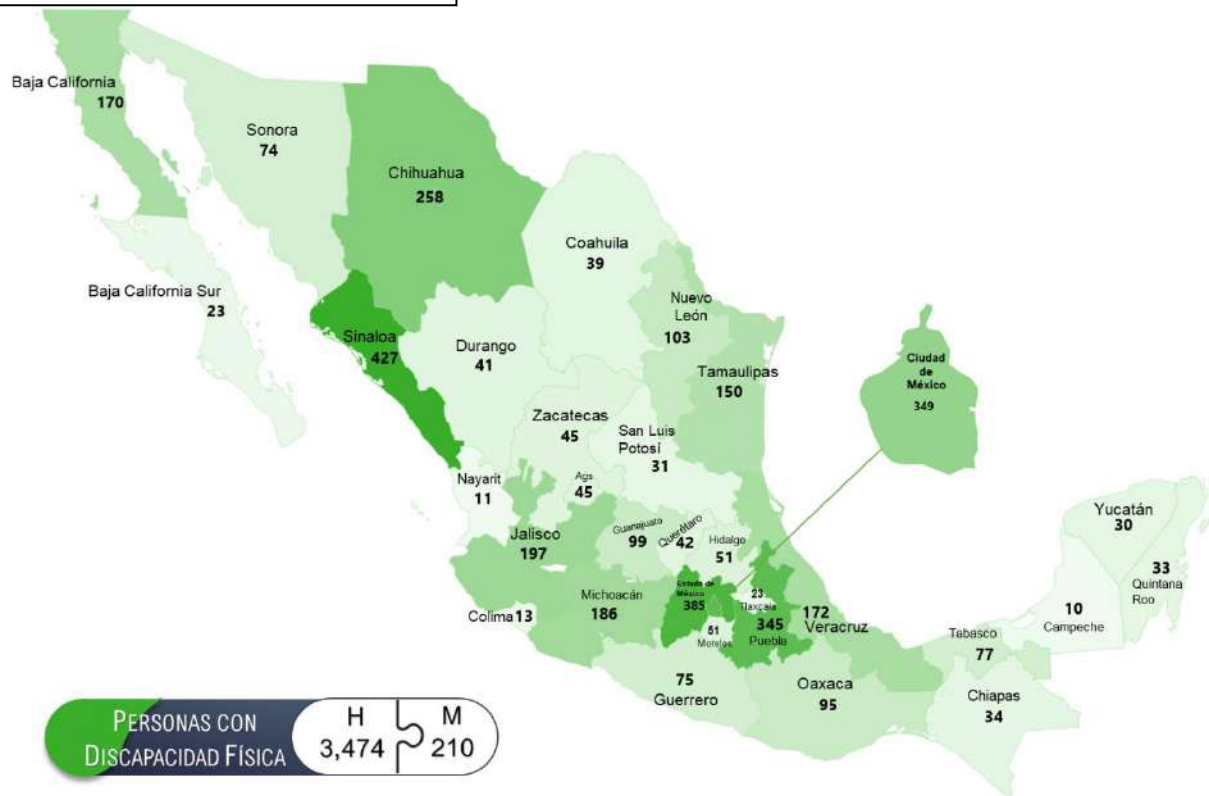 Baja California
170
Sonora
74
Chihuahua
258
Coahuila
39
Baja California Sur
23
Nuevo
León
103
Sinaloa
427
Durango
41
Tamaulipas
150
Ciudad
de
México
349
Zacatecas
45
San Luis
Potosí
31
Nayarit
11
Ags
45
Yucatán
30
Jalisco
197
Guanajuato
99
Querétaro
42
Hidalgo
51
33
Quintana
Roo
Michoacán
186
Estado de
México
385
23
Tlaxcala
Colima 13
51
Morelos
345
Puebla
172
Veracruz
10
Campeche
Tabasco
77
75
Guerrero
Oaxaca
95
Chiapas
34
PERSONAS CON
DISCAPACIDAD FÍSICA
H
3,474
M
210